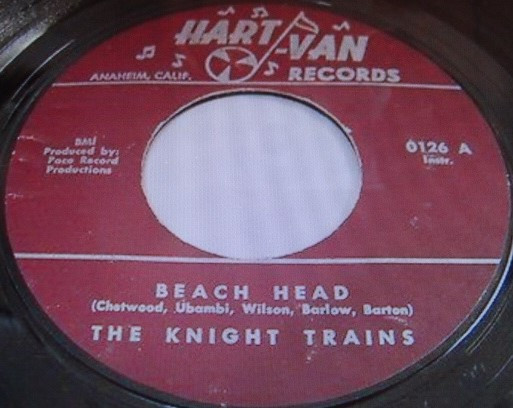 HART-VAN
ANAHEIM, CALIF.
RECORDS
BMI
Produced by:
Pace Record
Productions
0126 A
Instr.
BEACH HEAD
(Chetwood, Ubambi, Wilson, Barlow, Barton)
THE KNIGHT TRAINS